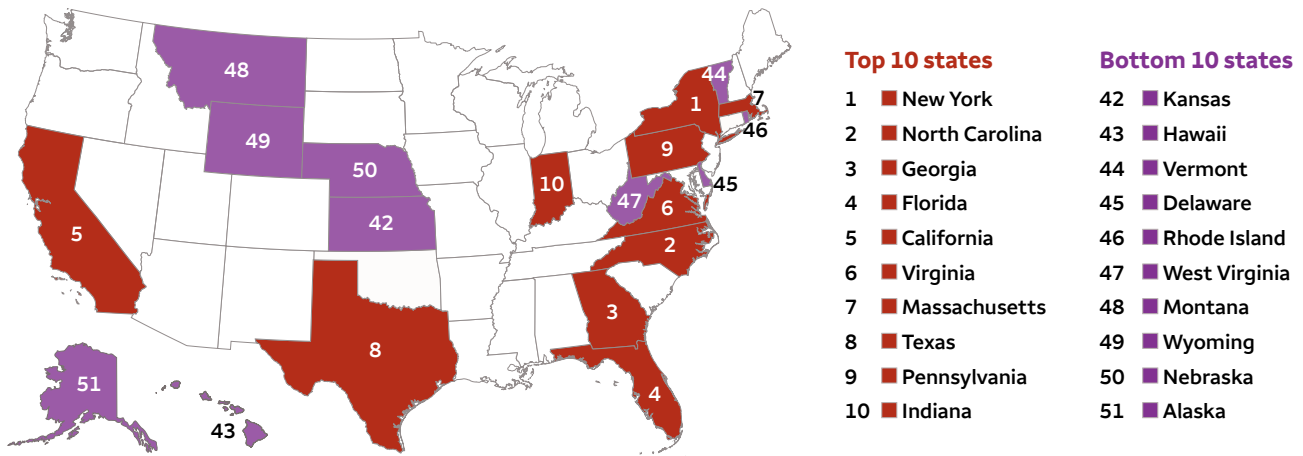 48
49
50
42
5
8
51
43
10
3
4
2
6
47
9
1
44
7
46
45
Top 10 states
1 New York
2 North Carolina
3 Georgia
4 Florida
5 California
6 Virginia
7 Massachusetts
8 Texas
9 Pennsylvania
10 Indiana
Bottom 10 states
42 Kansas
43 Hawaii
44 Vermont
45 Delaware
46 Rhode Island
47 West Virginia
48 Montana
49 Wyoming
50 Nebraska
51 Alaska